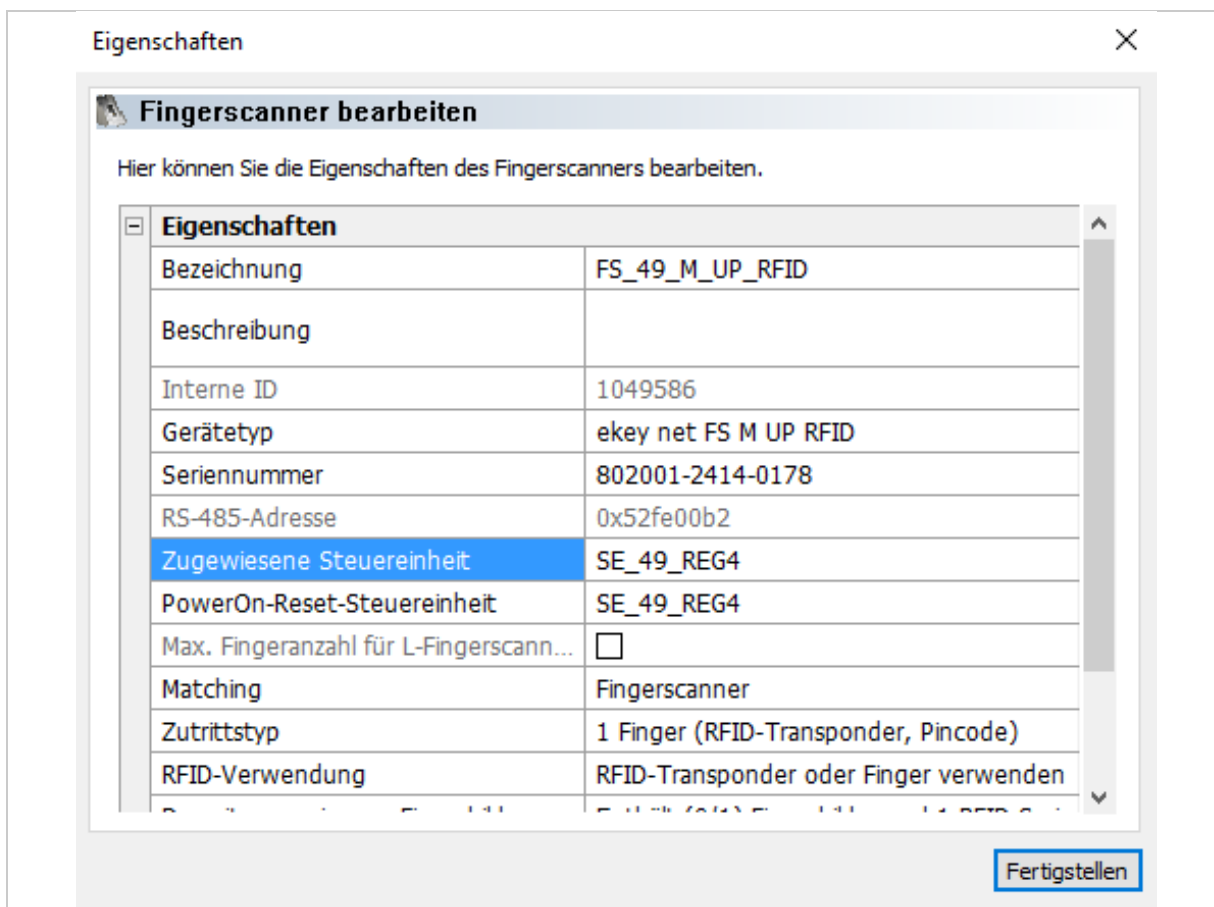 Eigenschaften
Fingerscanner bearbeiten
Hier können Sie die Eigenschaften des Fingerscanners bearbeiten.
Eigenschaften
Bezeichnung FS_49_M_UP_RFID
Beschreibung
Interne ID 1049586
Gerätetyp ekey net FS M UP RFID
Seriennummer 802001-2414-0178
RS-485-Adresse 0x52fe00b2
Zugewiesene Steuereinheit SE_49_REG4
PowerOn-Reset-Steuereinheit SE_49_REG4
Max. Fingeranzahl für L-Fingerscann...
Matching Fingerscanner
Zutrittstyp 1 Finger (RFID-Transponder, Pincode)
RFID-Verwendung RFID-Transponder oder Finger verwenden
Fertigstellen